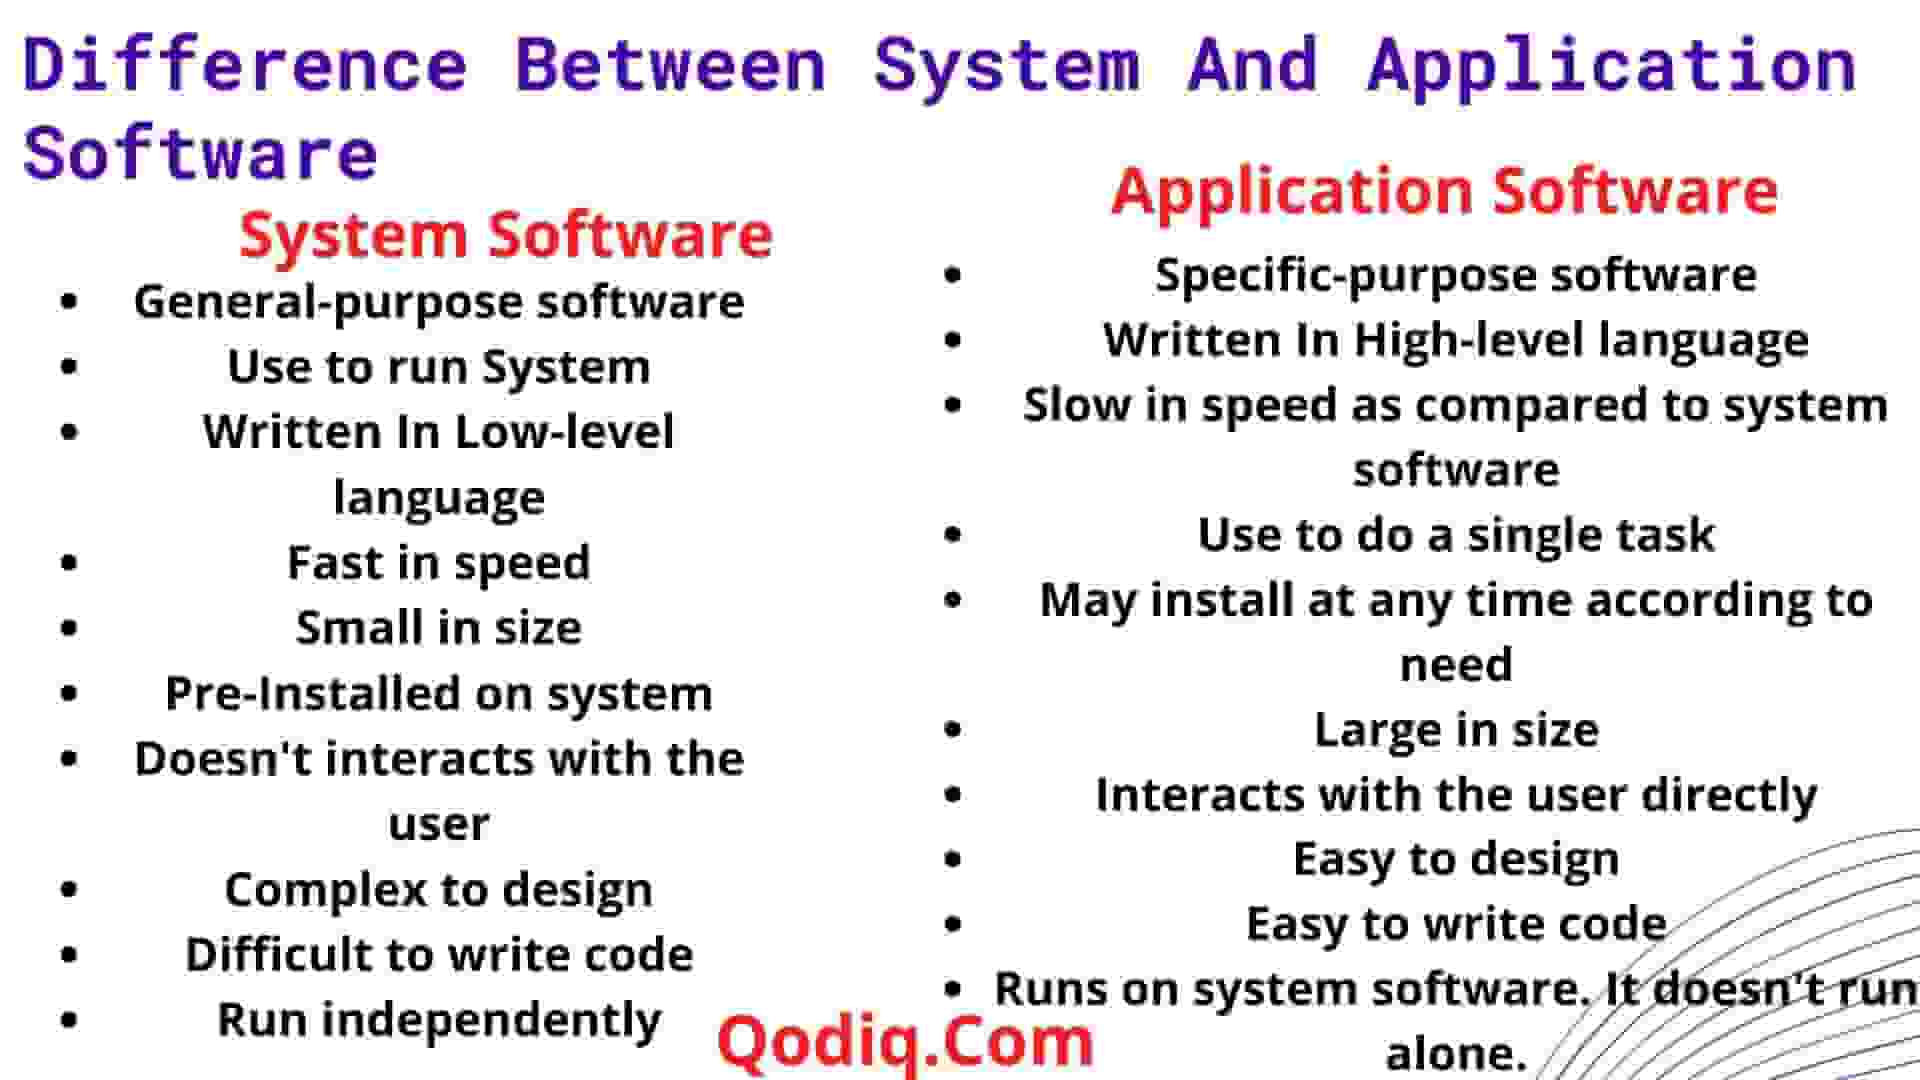 Difference Between System And Application
Software
System Software
• General-purpose software
• Use to run System
• Written In Low-level
language
• Fast in speed
• Small in size
• Pre-Installed on system
• Doesn't interacts with the
user
• Complex to design
• Difficult to write code
• Run independently
Application Software
• Specific-purpose software
• Written In High-level language
• Slow in speed as compared to system
software
• Use to do a single task
• May install at any time according to
need
• Large in size
• Interacts with the user directly
• Easy to design
• Easy to write code
• Runs on system software. It doesn't run
alone.
Qodiq.Com